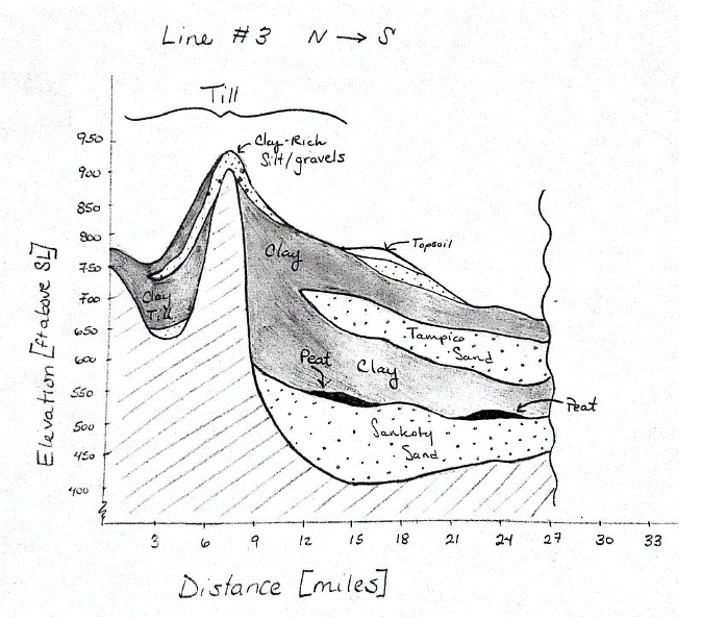 Line #3 N → S
Till
Clay-Rich
Silt/gravels
950
900
850
800
750
700
650
600
550
500
450
400
Elevation [ft above SL]
Topsoil
Clay
Clay
Till
Tampico
Sand
Peat
Clay
Peat
Sankoty
Sand
3 6 9 12 15 18 21 24 27 30 33
Distance [miles]